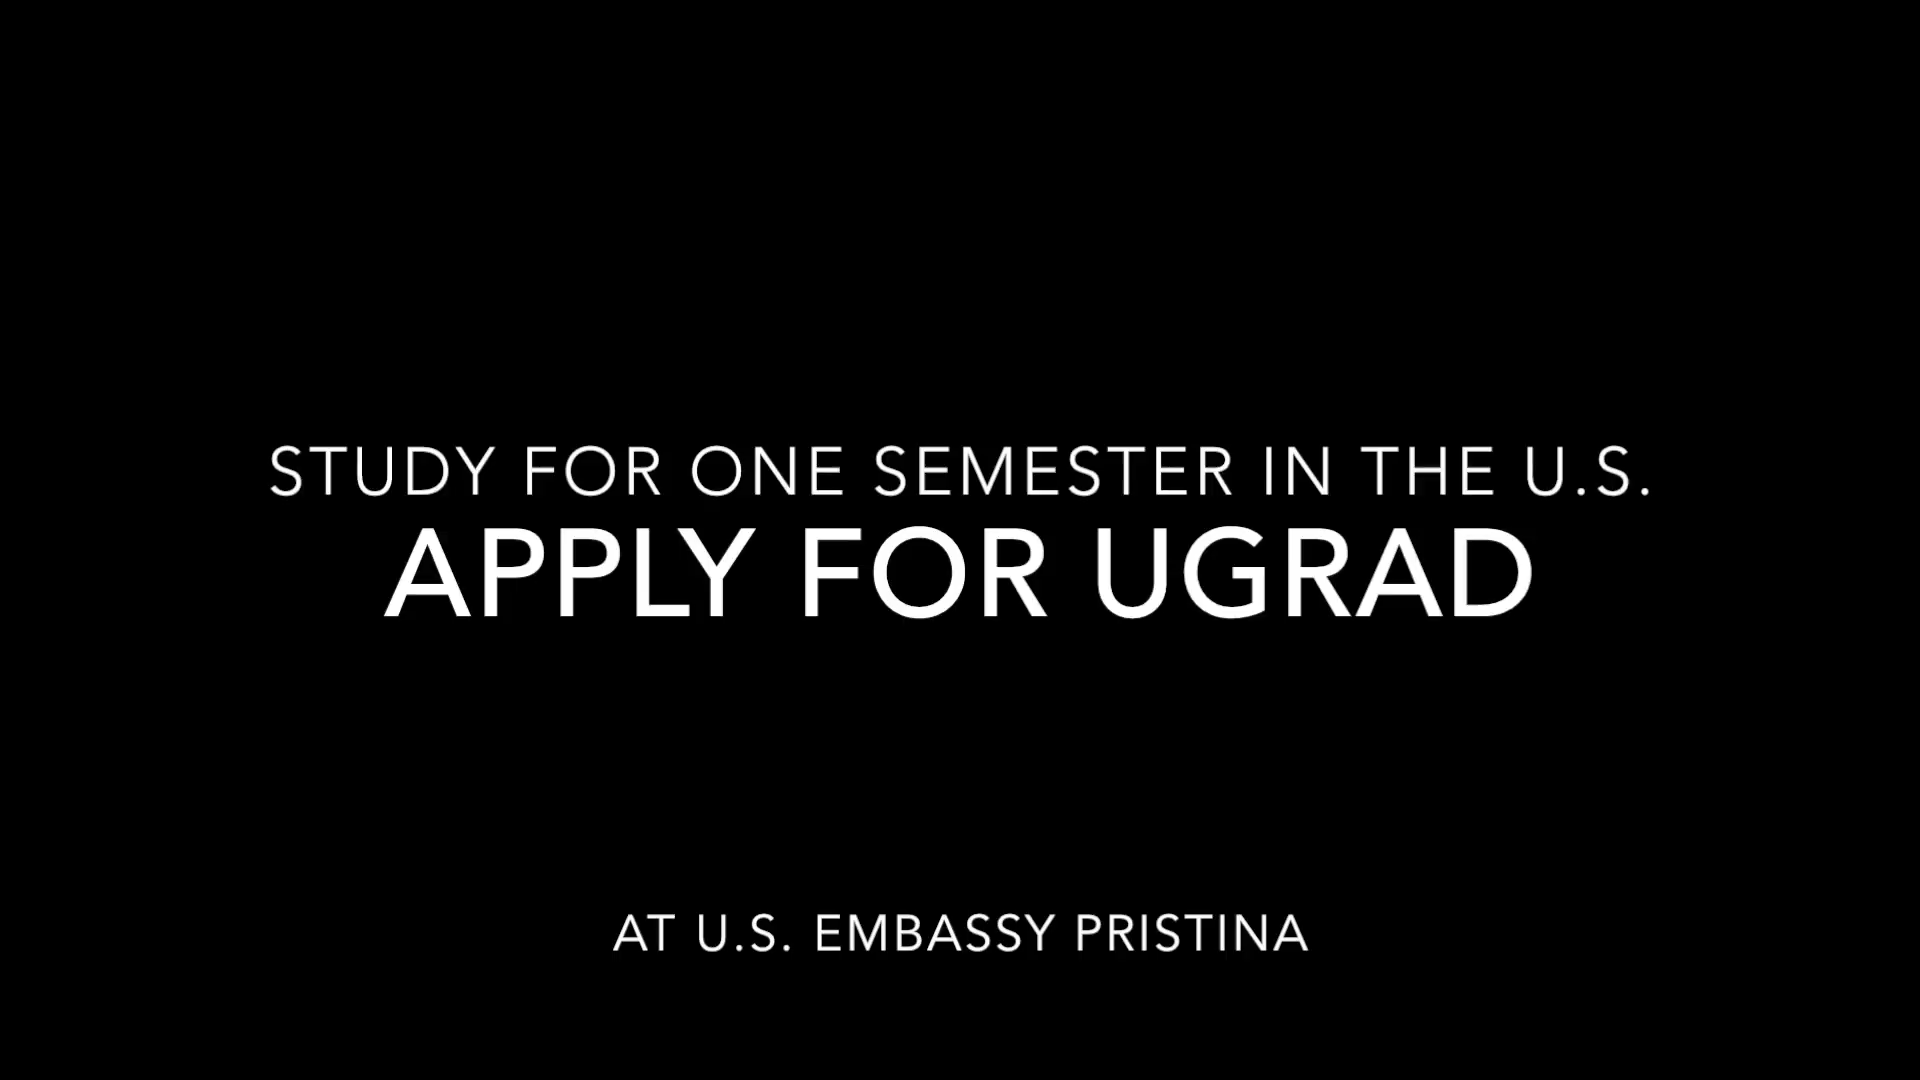 STUDY FOR ONE SEMESTER IN THE U.S.
APPLY FOR UGRAD
AT U.S. EMBASSY PRISTINA